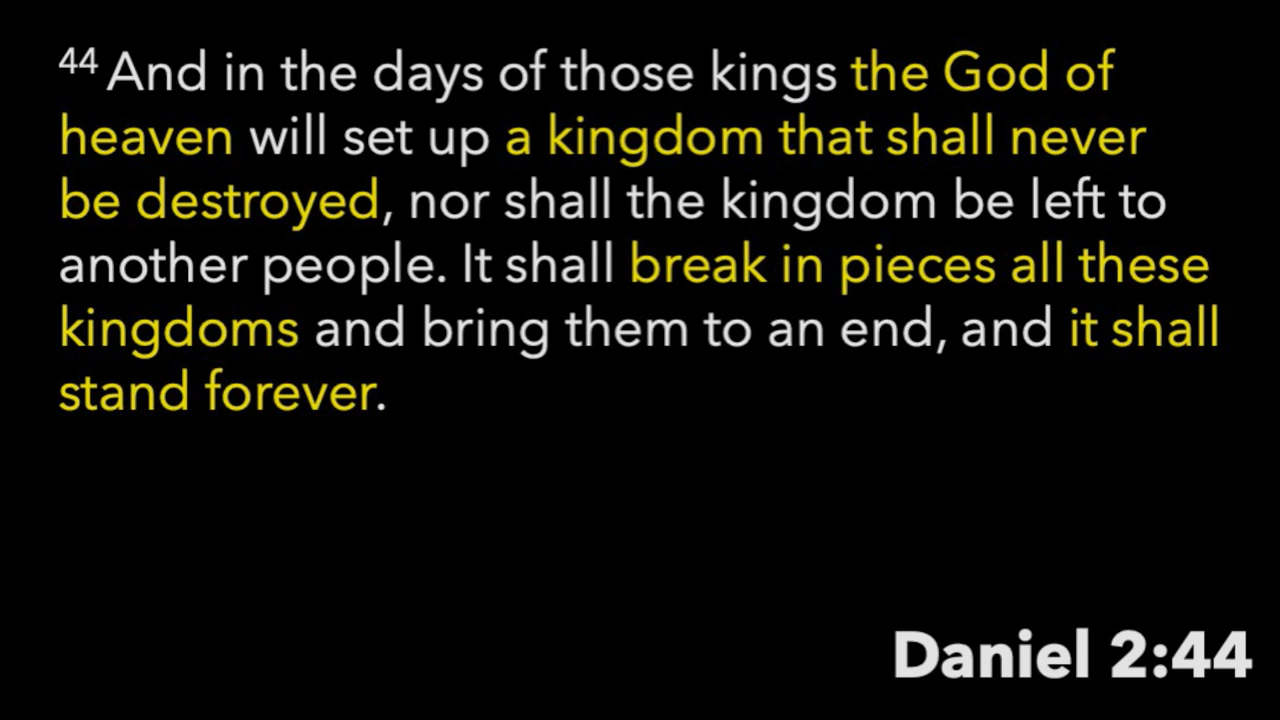 44 And in the days of those kings the God of
heaven will set up a kingdom that shall never
be destroyed, nor shall the kingdom be left to
another people. It shall break in pieces all these
kingdoms and bring them to an end, and it shall
stand forever.
Daniel 2:44